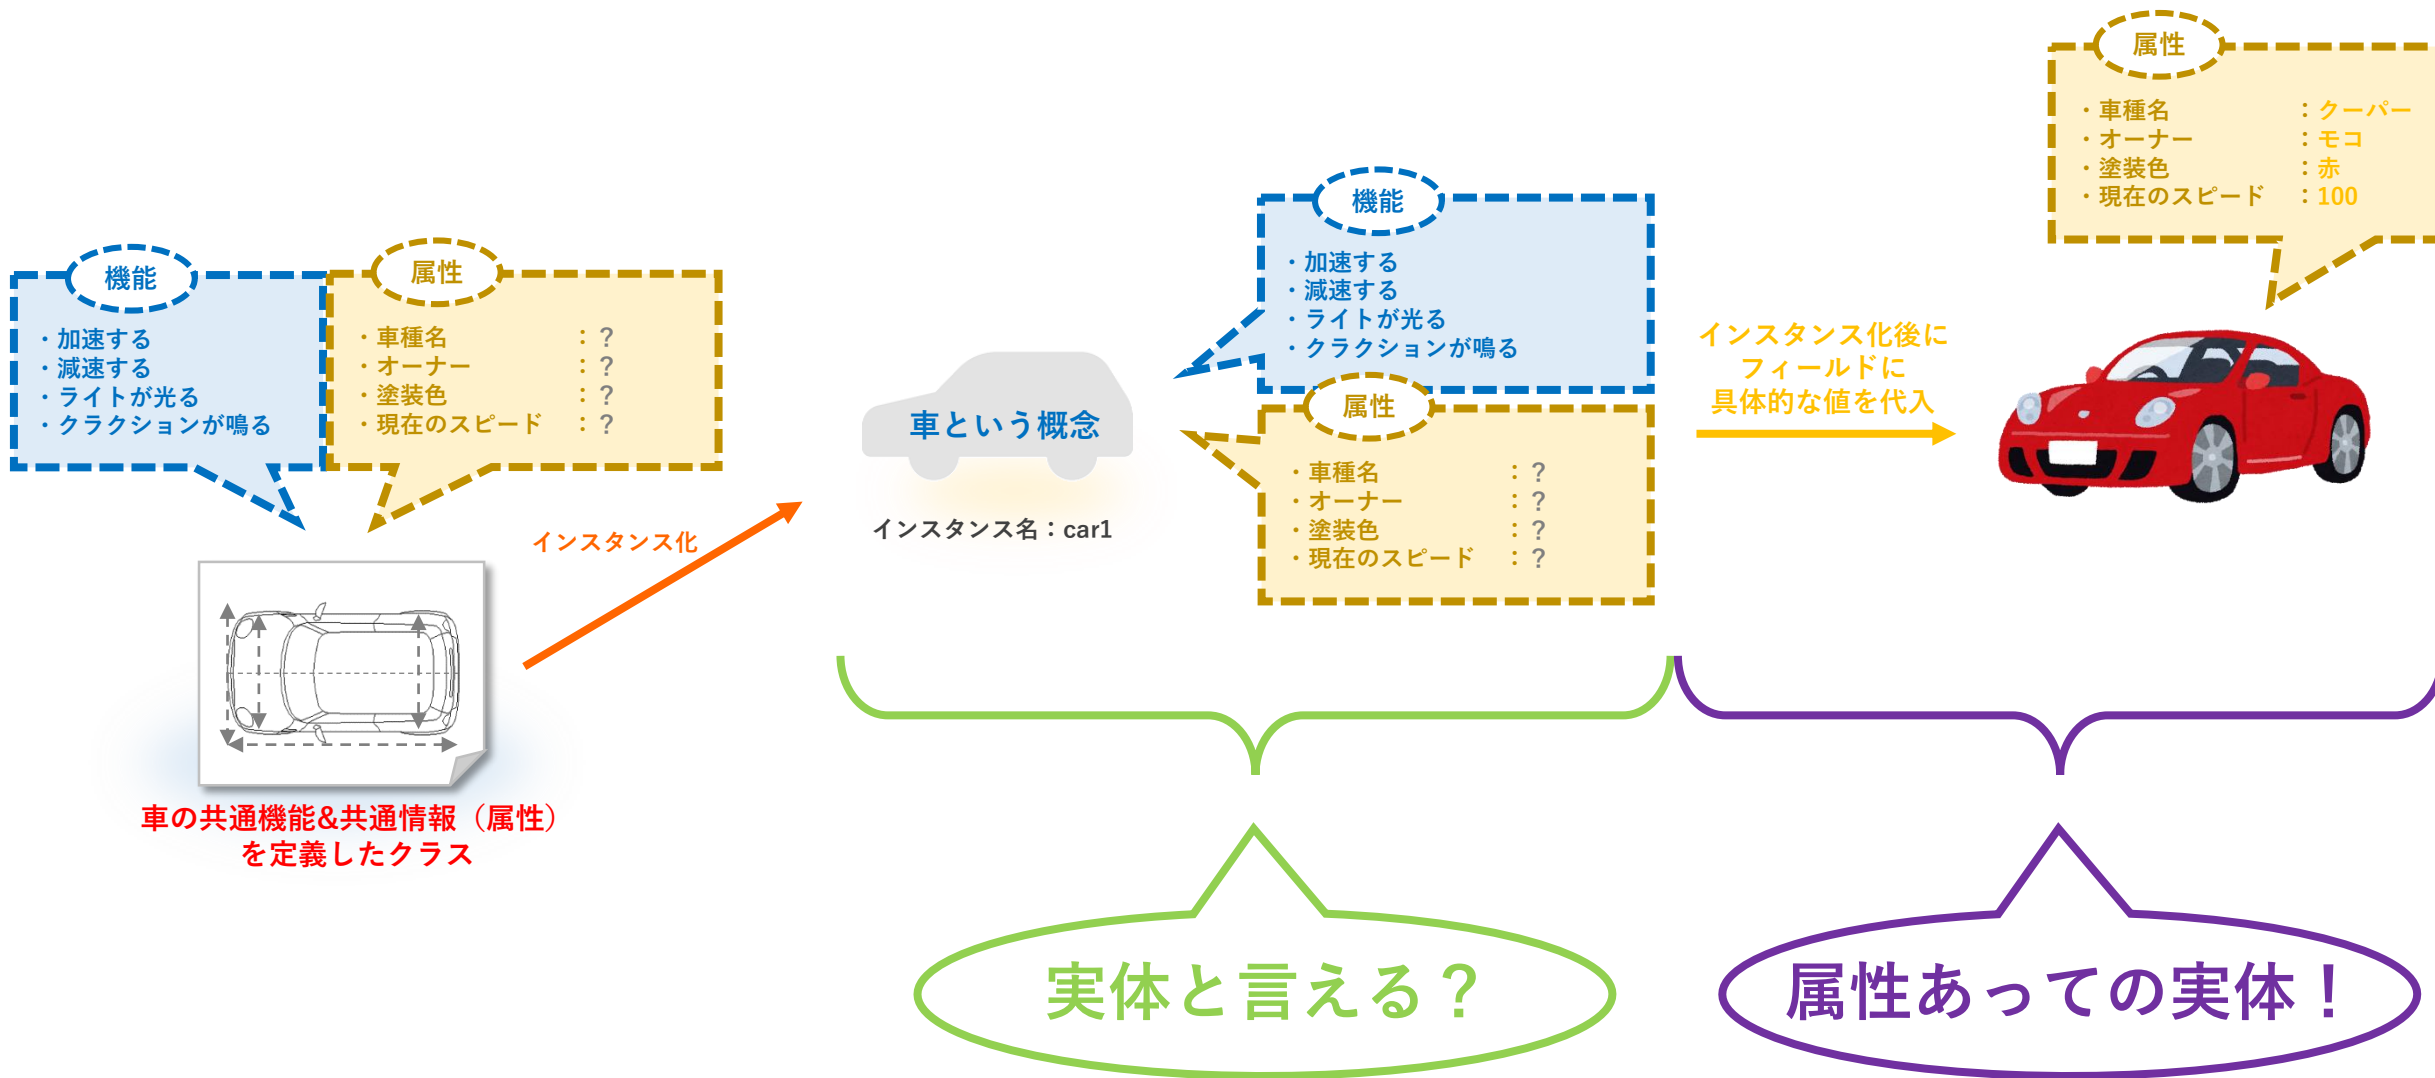 機能
・加速する
・減速する
・ライトが光る
・クラクションが鳴る
属性
・車種名 :?
・オーナー :?
・塗装色 :?
・現在のスピード :?
車の共通機能&共通情報(属性)
を定義したクラス
インスタンス化
車という概念
インスタンス名:car1
機能
・加速する
・減速する
・ライトが光る
・クラクションが鳴る
属性
・車種名 :?
・オーナー :?
・塗装色 :?
・現在のスピード :?
実体と言える?
インスタンス化後に
フィールドに
具体的な値を代入
属性
・車種名 :クーパー
・オーナー :モコ
・塗装色 :赤
・現在のスピード :100
属性あっての実体!